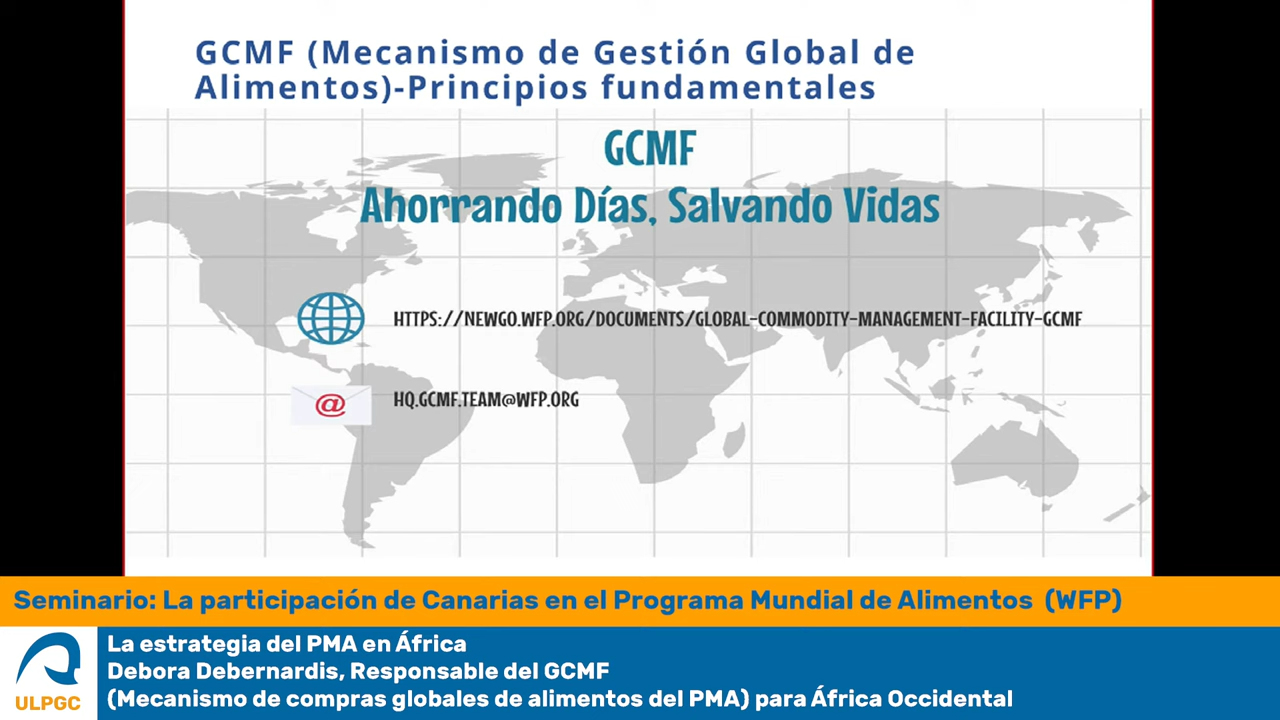 GCMF (Mecanismo de Gestión Global de
Alimentos)-Principios fundamentales
GCMF
Ahorrando Días, Salvando Vidas
HTTPS://NEWGO.WFP.ORG/DOCUMENTS/GLOBAL-COMMODITY-MANAGEMENT-FACILITY-GCMF
@
HQ.GCMF.TEAM@WFP.ORG
Seminario: La participación de Canarias en el Programa Mundial de Alimentos (WFP)
La estrategia del PMA en África
Debora Debernardis, Responsable del GCMF
(Mecanismo de compras globales de alimentos del PMA) para África Occidental
ULPGC